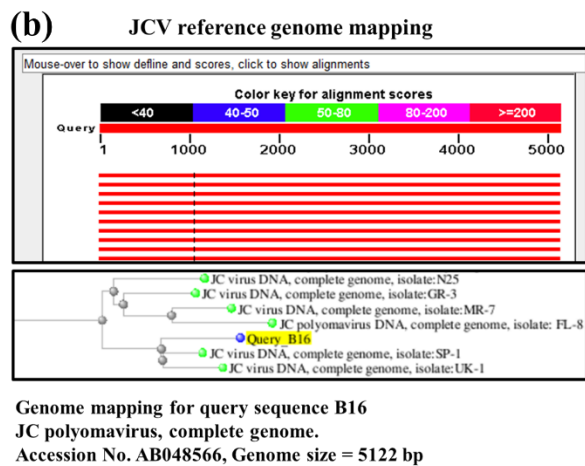 (b) JCV reference genome mapping
Mouse-over to show defline and scores, click to show alignments
Color key for alignment scores
<40 40-50 50-80 80-200 >=200
Query
1 1000 2000 3000 4000 5000
JC virus DNA, complete genome, isolate:N25
JC virus DNA, complete genome, isolate:GR-3
JC virus DNA, complete genome, isolate:MR-7
JC polyomavirus DNA, complete genome, isolate: FL-8
Query_B16
JC virus DNA, complete genome, isolate:SP-1
JC virus DNA, complete genome, isolate:UK-1
Genome mapping for query sequence B16
JC polyomavirus, complete genome.
Accession No. AB048566, Genome size = 5122 bp